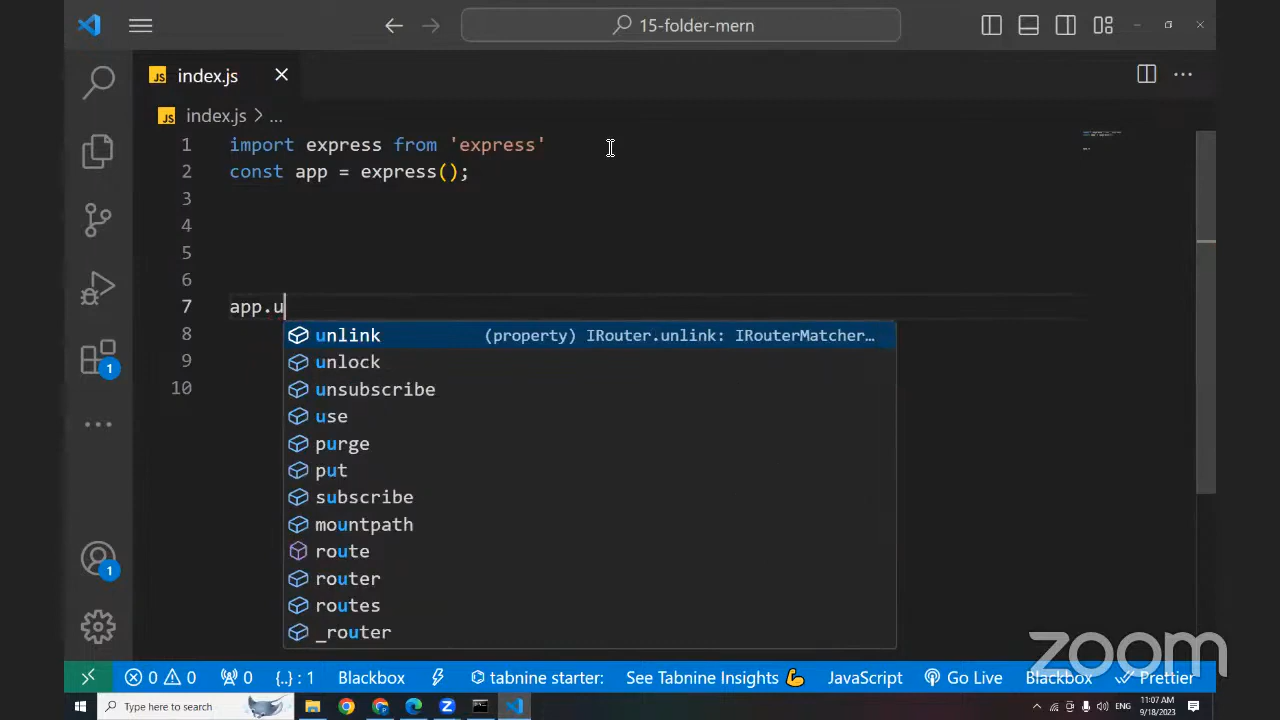 15-folder-mern
JS index.js
JS index.js > ...
1 import express from 'express'
2 const app = express();
3
4
5
6
7 app.u
8
9
10
unlink (property) IRouter.unlink: IRouterMatcher…
unlock
unsubscribe
use
purge
put
subscribe
mountpath
route
router
routes
_router
1
1
zoom
0 0 0 {..} : 1 Blackbox tabnine starter: See Tabnine Insights 💪 JavaScript Go Live Blackbox Prettier
Type here to search
ENG
11:07 AM
9/18/2023